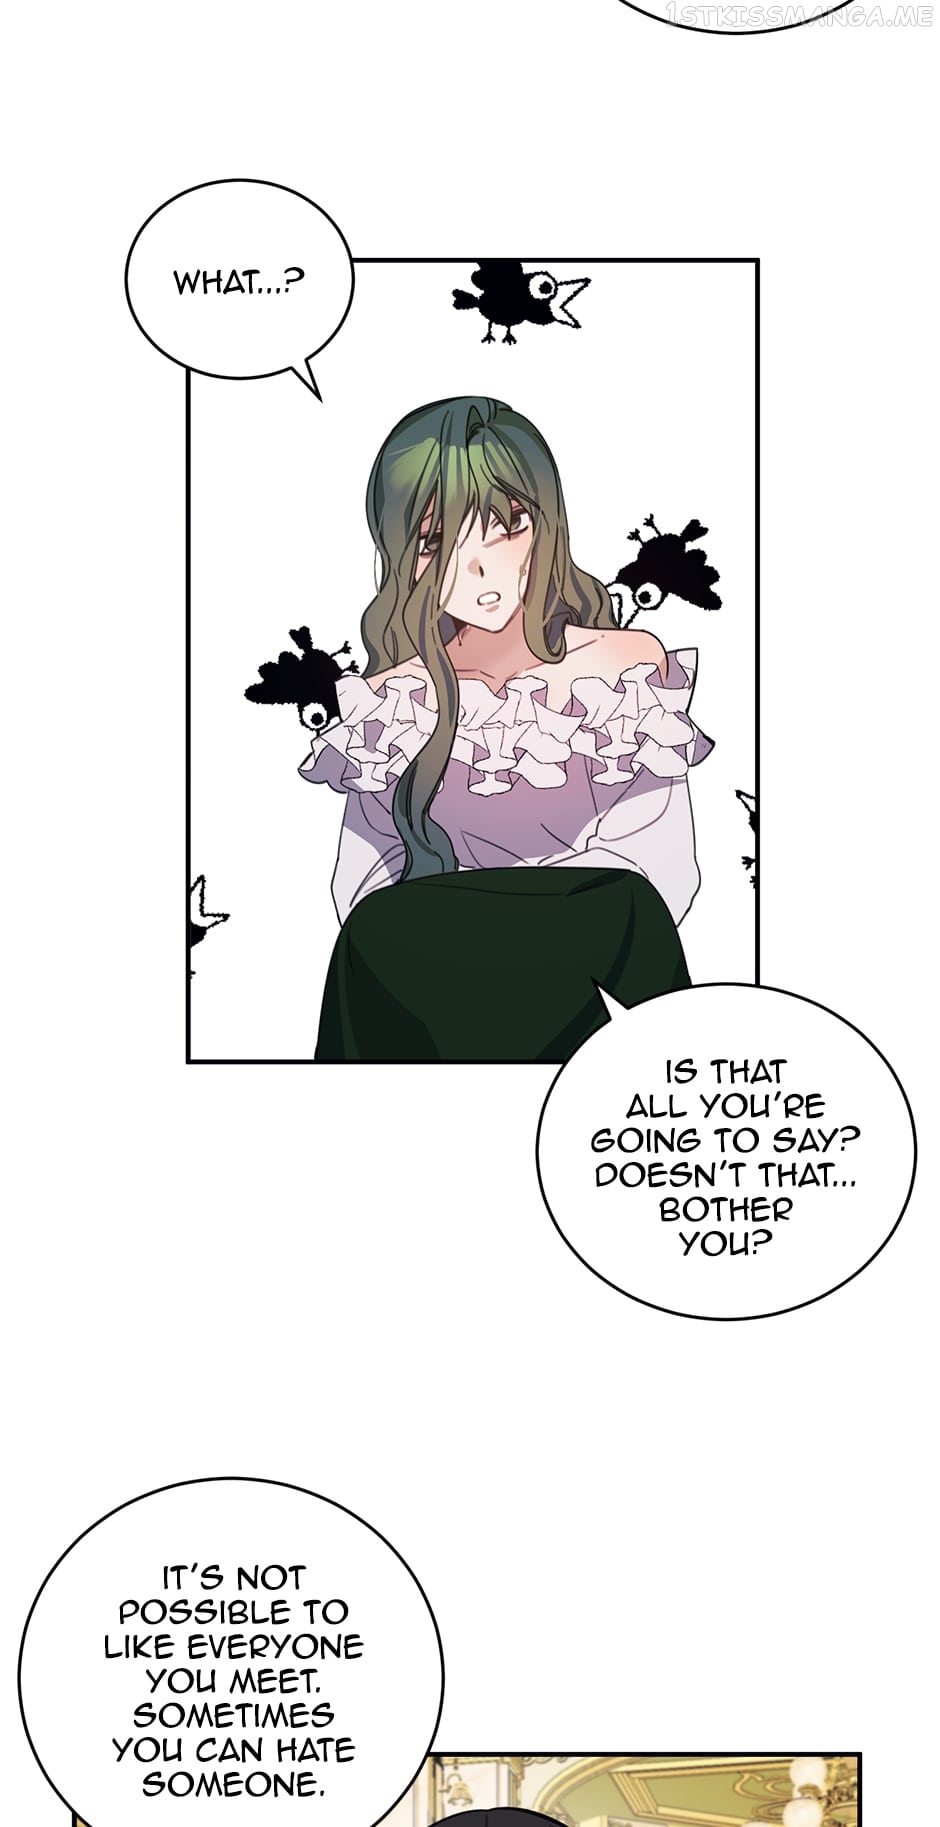 1STKISSMANGA.ME
WHAT...?
IS THAT
ALL YOU'RE
GOING TO SAY?
DOESN'T THAT...
BOTHER
YOU?
IT'S NOT
POSSIBLE TO
LIKE EVERYONE
YOU MEET.
SOMETIMES
YOU CAN HATE
SOMEONE.